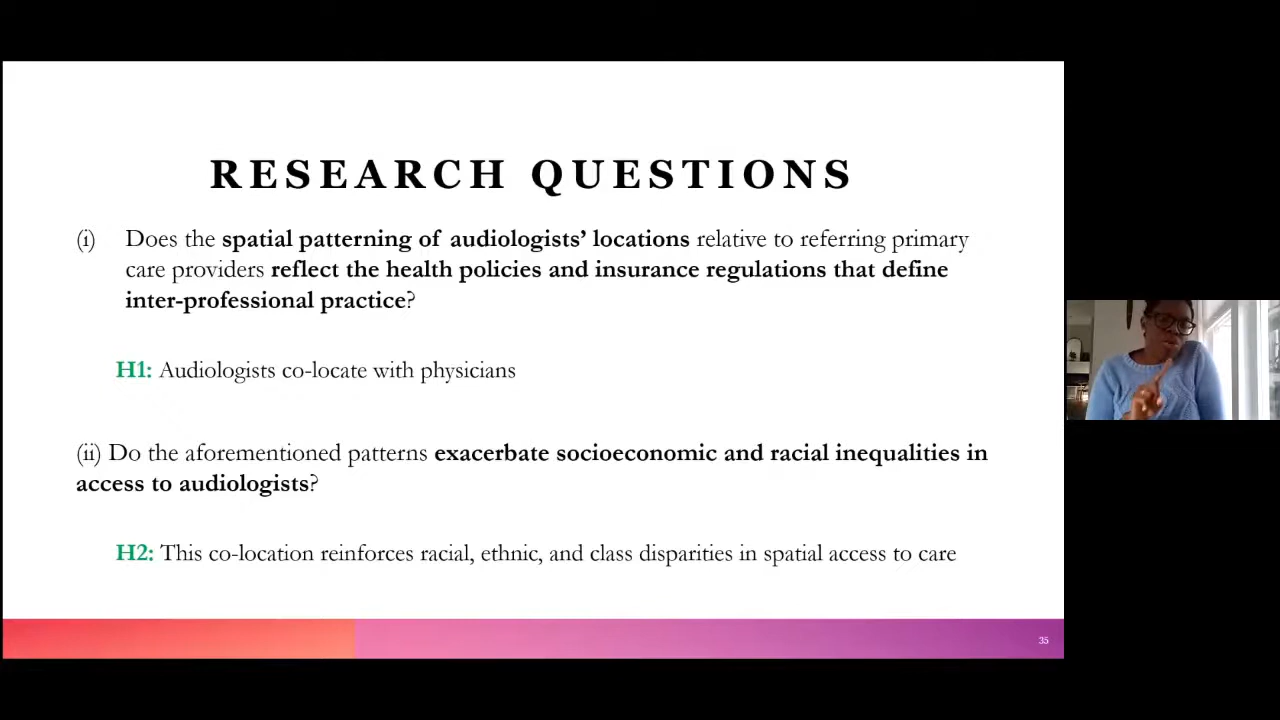 RESEARCH QUESTIONS
(i) Does the spatial patterning of audiologists’ locations relative to referring primary
care providers reflect the health policies and insurance regulations that define
inter-professional practice?
H1: Audiologists co-locate with physicians
(ii) Do the aforementioned patterns exacerbate socioeconomic and racial inequalities in
access to audiologists?
H2: This co-location reinforces racial, ethnic, and class disparities in spatial access to care
35